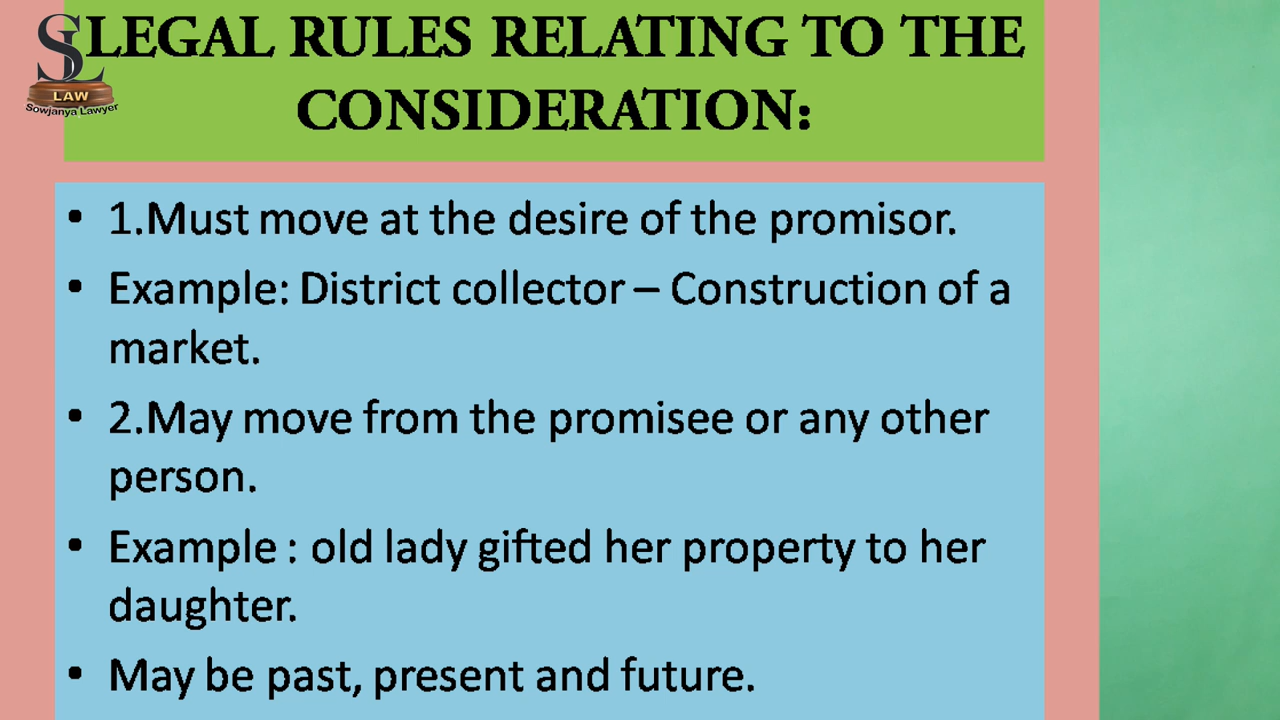 SL
LAW
Sowjanya Lawyer
LEGAL RULES RELATING TO THE
CONSIDERATION:
• 1.Must move at the desire of the promisor.
• Example: District collector – Construction of a
market.
• 2.May move from the promisee or any other
person.
• Example : old lady gifted her property to her
daughter.
• May be past, present and future.